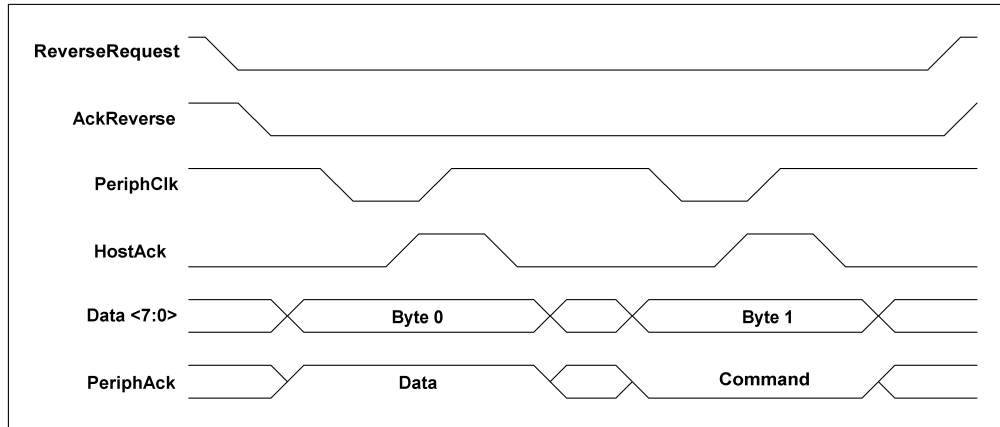 ReverseRequest
AckReverse
PeriphClk
HostAck
Data <7:0>
Byte 0
Byte 1
PeriphAck
Data
Command